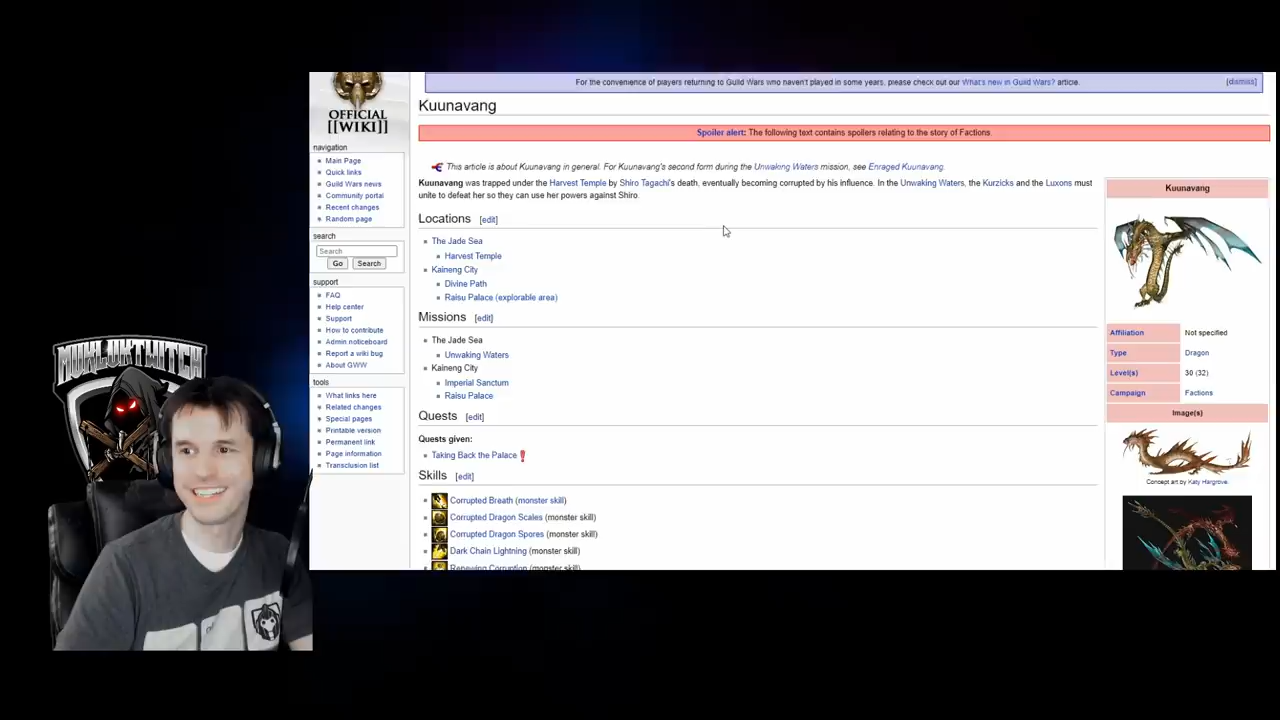 OFFICIAL
[[WIKI]]
navigation
Main Page
Quick links
Guild Wars news
Community portal
Recent changes
Random page
search
Search
Go Search
support
FAQ
Help center
Support
How to contribute
Admin noticeboard
Report a wiki bug
About GWW
tools
What links here
Related changes
Special pages
Printable version
Permanent link
Page information
Transclusion list
For the convenience of players returning to Guild Wars who haven't played in some years, please check out our What's new in Guild Wars? article. [dismiss]
Kuunavang
Spoiler alert: The following text contains spoilers relating to the story of Factions.
This article is about Kuunavang in general. For Kuunavang's second form during the Unwaking Waters mission, see Enraged Kuunavang.
Kuunavang was trapped under the Harvest Temple by Shiro Tagachi's death, eventually becoming corrupted by his influence. In the Unwaking Waters, the Kurzicks and the Luxons must
unite to defeat her so they can use her powers against Shiro.
Locations [edit]
The Jade Sea
Harvest Temple
Kaineng City
Divine Path
Raisu Palace (explorable area)
Missions [edit]
The Jade Sea
Unwaking Waters
Kaineng City
Imperial Sanctum
Raisu Palace
Quests [edit]
Quests given:
Taking Back the Palace
Skills [edit]
Corrupted Breath (monster skill)
Corrupted Dragon Scales (monster skill)
Corrupted Dragon Spores (monster skill)
Dark Chain Lightning (monster skill)
Renewing Corruption (monster skill)
Kuunavang
Affiliation Not specified
Type Dragon
Level(s) 30 (32)
Campaign Factions
Image(s)
Concept art by Katy Hargrove.
MUKLUKTWITCH